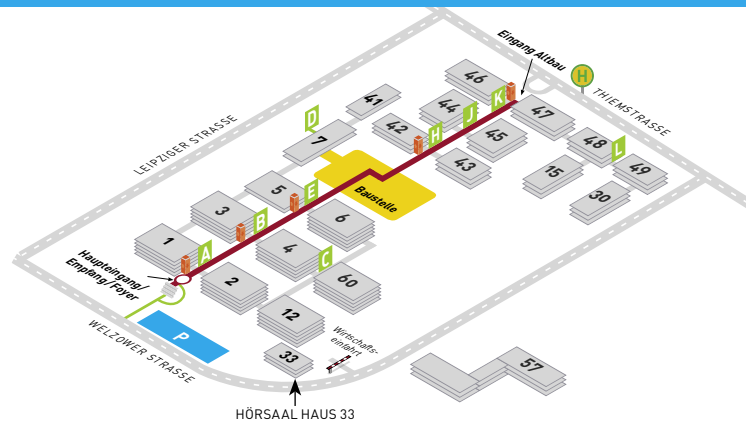 Eingang Altbau
H
THIEMSTRASSE
LEIPZIGER STRASSE
46
K
47
41
44
J
D
42
H
45
48
L
7
43
15
49
30
5
E
Baustelle
3
B
6
1
A
4
C
Haupteingang/
Empfang/Foyer
2
60
12
P
WELZOWER STRASSE
33
Wirtschafts-
einfahrt
57
HÖRSAAL HAUS 33